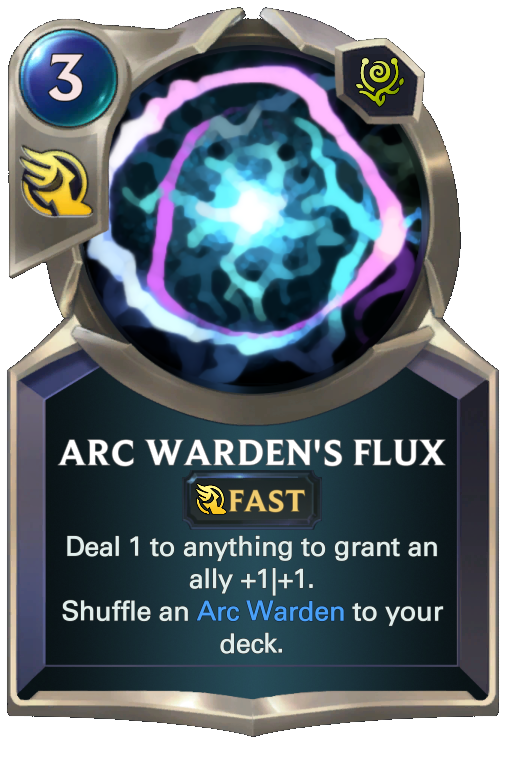 3
ARC WARDEN'S FLUX
FAST
Deal 1 to anything to grant an
ally +1|+1.
Shuffle an Arc Warden to your
deck.